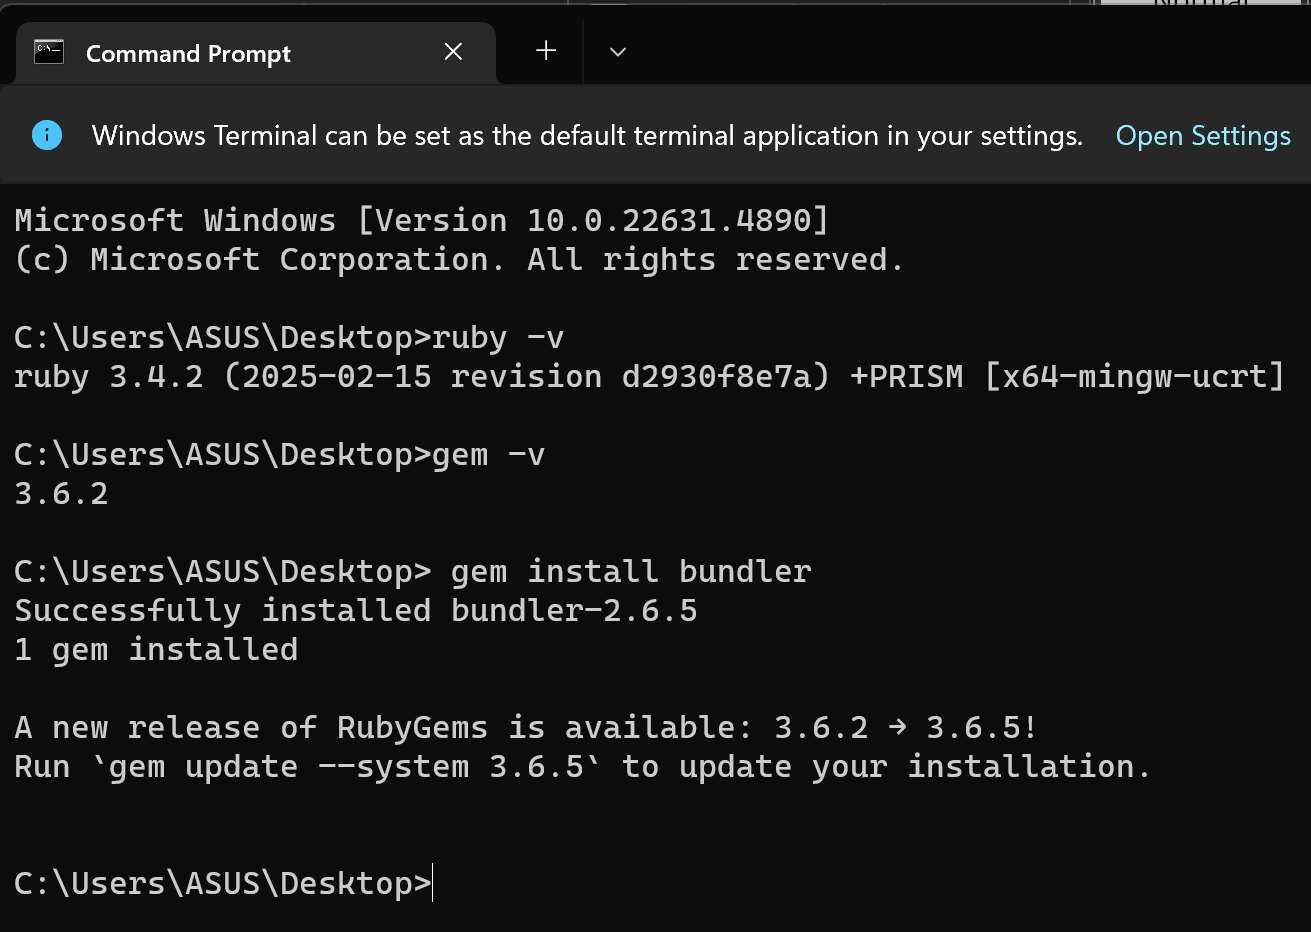 Command Prompt
Windows Terminal can be set as the default terminal application in your settings. Open Settings
Microsoft Windows [Version 10.0.22631.4890]
(c) Microsoft Corporation. All rights reserved.
C:\Users\ASUS\Desktop>ruby -v
ruby 3.4.2 (2025-02-15 revision d2930f8e7a) +PRISM [x64-mingw-ucrt]
C:\Users\ASUS\Desktop>gem -v
3.6.2
C:\Users\ASUS\Desktop> gem install bundler
Successfully installed bundler-2.6.5
1 gem installed
A new release of RubyGems is available: 3.6.2 → 3.6.5!
Run `gem update --system 3.6.5` to update your installation.
C:\Users\ASUS\Desktop>